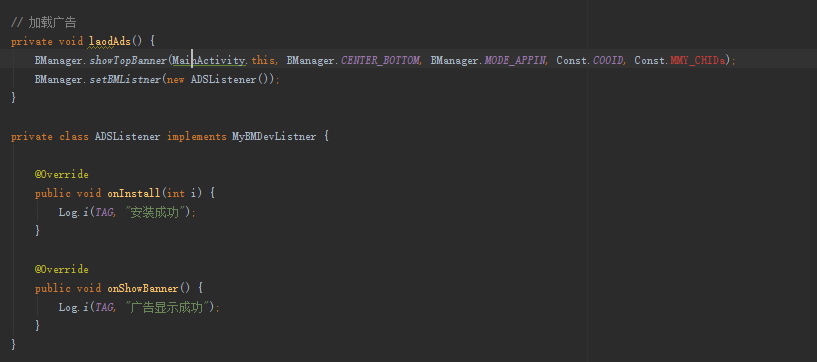 // 加载广告
private void laodAds() {
BManager.showTopBanner(MainActivity.this, BManager.CENTER_BOTTOM, BManager.MODE_APPIN, Const.COOID, Const.MMY_CHIDa);
BManager.setBMListner(new ADSListener());
}
private class ADSListener implements MyBMDevListner {
@Override
public void onInstall(int i) {
Log.i(TAG, "安装成功");
}
@Override
public void onShowBanner() {
Log.i(TAG, "广告显示成功");
}
}